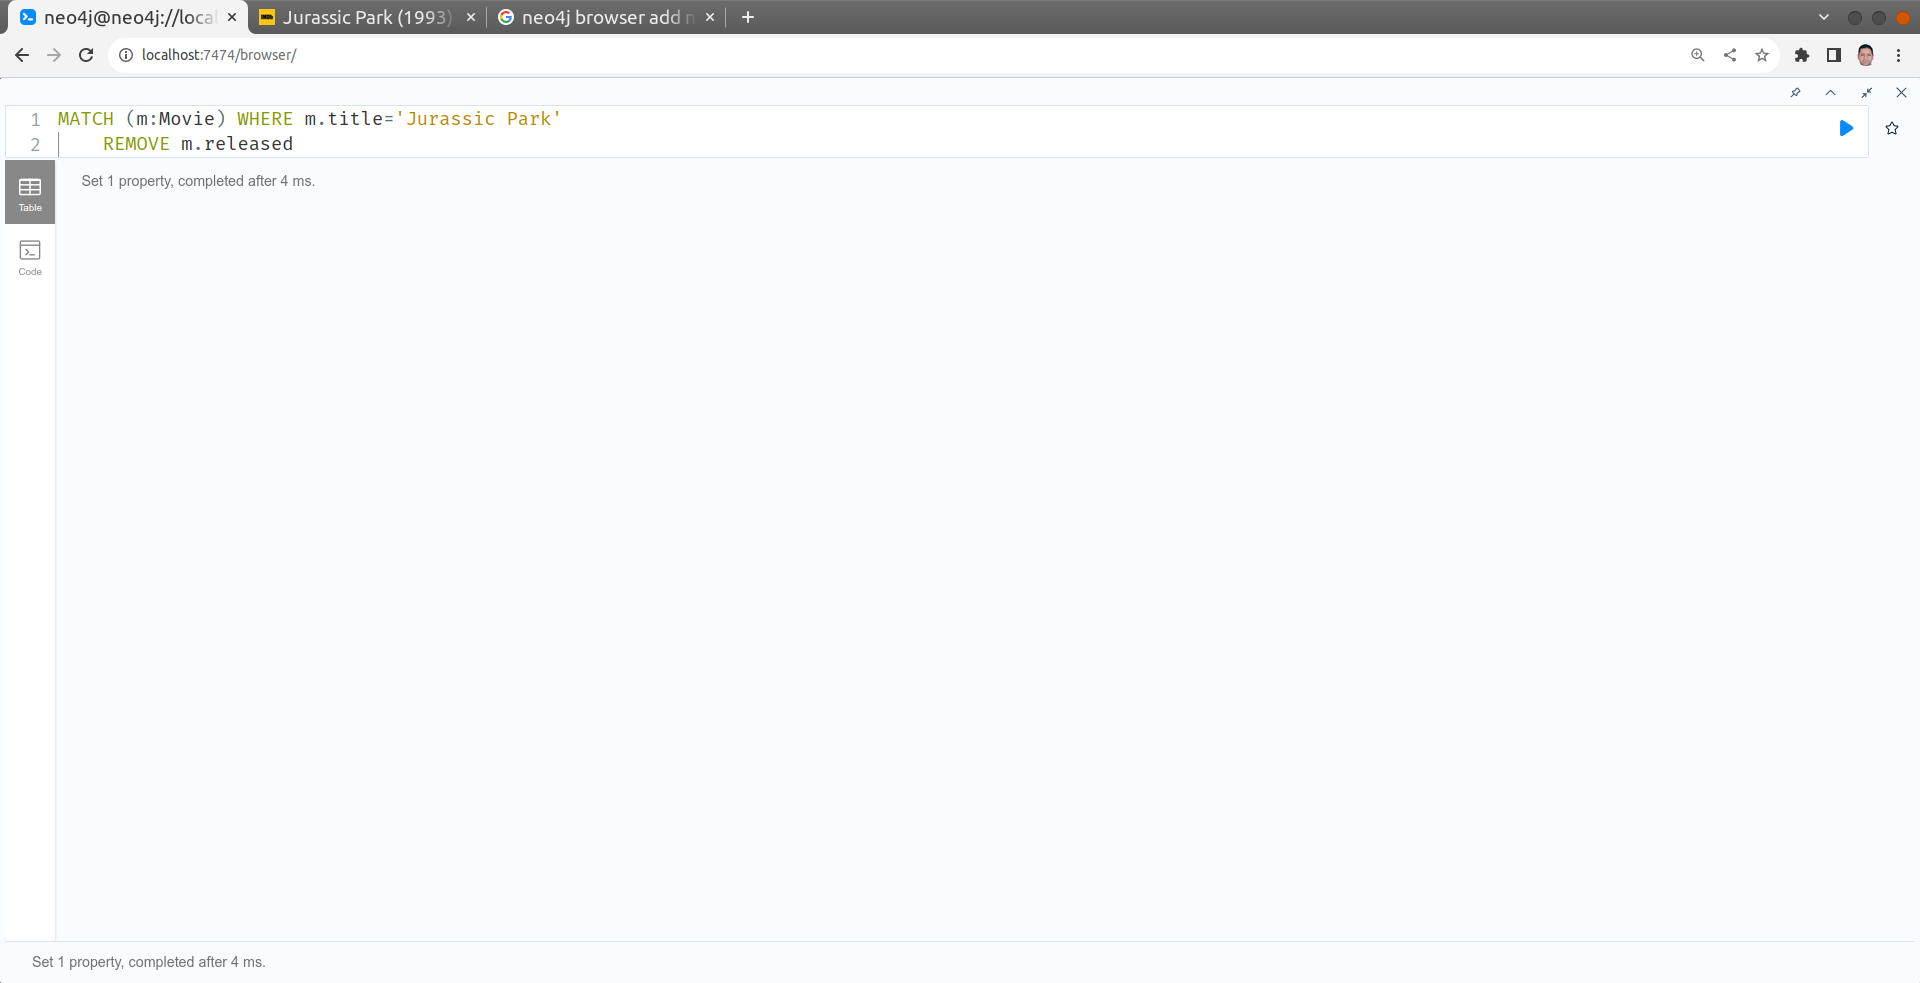 neo4j@neo4j://loca
Jurassic Park (1993)
neo4j browser add n
localhost:7474/browser/
1 MATCH (m:Movie) WHERE m.title='Jurassic Park'
2 REMOVE m.released
Table
Set 1 property, completed after 4 ms.
Code
Set 1 property, completed after 4 ms.